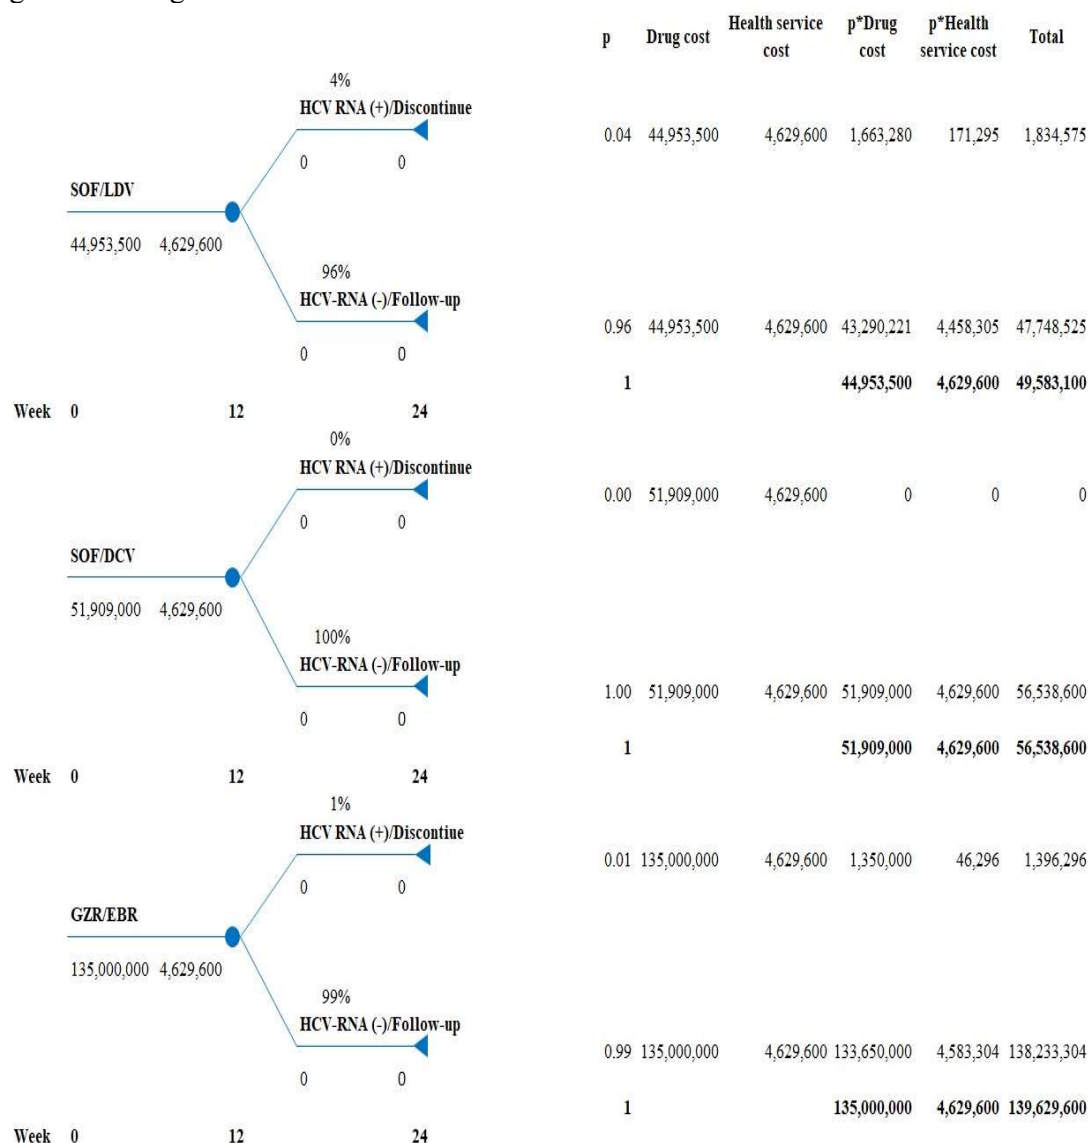 p Drug cost Health service cost p*Drug cost p*Health service cost Total
4%
HCV RNA (+)/Discontinue
0.04 44,953,500 4,629,600 1,663,280 171,295 1,834,575
0 0
SOF/LDV
44,953,500 4,629,600
96%
HCV-RNA (-)/Follow-up
0.96 44,953,500 4,629,600 43,290,221 4,458,305 47,748,525
0 0
1 44,953,500 4,629,600 49,583,100
Week 0 12 24
0%
HCV RNA (+)/Discontinue
0.00 51,909,000 4,629,600 0 0 0
0 0
SOF/DCV
51,909,000 4,629,600
100%
HCV-RNA (-)/Follow-up
1.00 51,909,000 4,629,600 51,909,000 4,629,600 56,538,600
0 0
1 51,909,000 4,629,600 56,538,600
Week 0 12 24
1%
HCV RNA (+)/Discontiue
0.01 135,000,000 4,629,600 1,350,000 46,296 1,396,296
0 0
GZR/EBR
135,000,000 4,629,600
99%
HCV-RNA (-)/Follow-up
0.99 135,000,000 4,629,600 133,650,000 4,583,304 138,233,304
0 0
1 135,000,000 4,629,600 139,629,600
Week 0 12 24